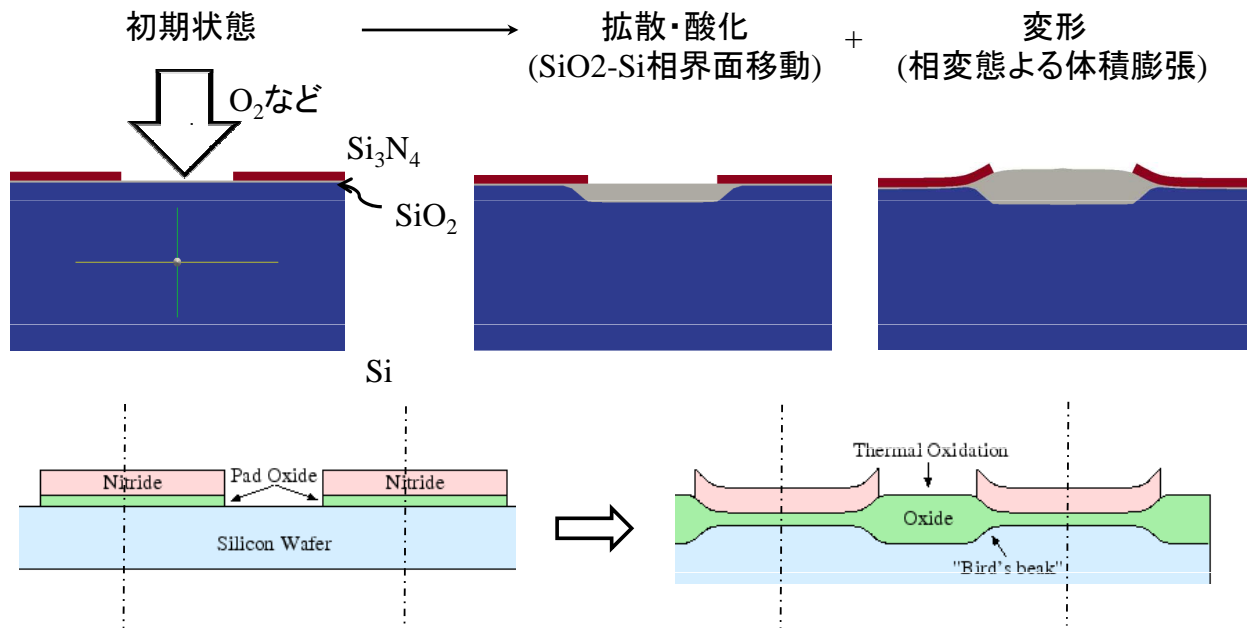 初期状態
拡散・酸化
(SiO2-Si相界面移動)
+
変形
(相変態よる体積膨張)
O₂など
Si₃N₄
SiO₂
Si
Nitride
Pad Oxide
Nitride
Silicon Wafer
Thermal Oxidation
Oxide
"Bird's beak"